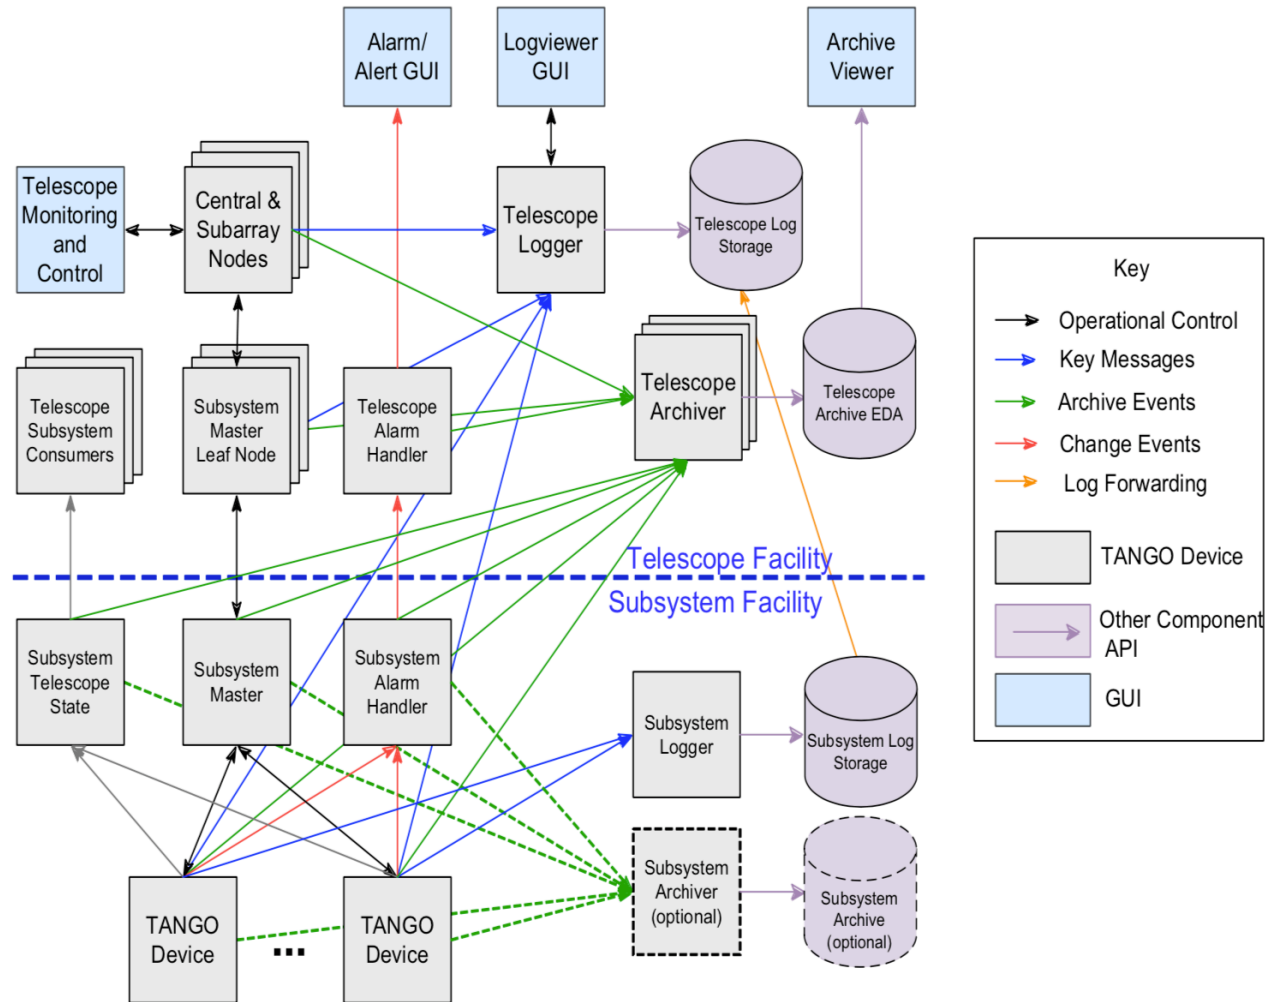 Alarm/
Alert GUI
Logviewer
GUI
Archive
Viewer
Telescope
Monitoring
and
Control
Central &
Subarray
Nodes
Telescope
Logger
Telescope Log
Storage
Key
Operational Control
Key Messages
Archive Events
Change Events
Log Forwarding
TANGO Device
Other Component
API
GUI
Telescope
Subsystem
Consumers
Subsystem
Master
Leaf Node
Telescope
Alarm
Handler
Telescope
Archiver
Telescope
Archive EDA
Telescope Facility
Subsystem Facility
Subsystem
Telescope
State
Subsystem
Master
Subsystem
Alarm
Handler
Subsystem
Logger
Subsystem Log
Storage
TANGO
Device
...
TANGO
Device
Subsystem
Archiver
(optional)
Subsystem
Archive
(optional)